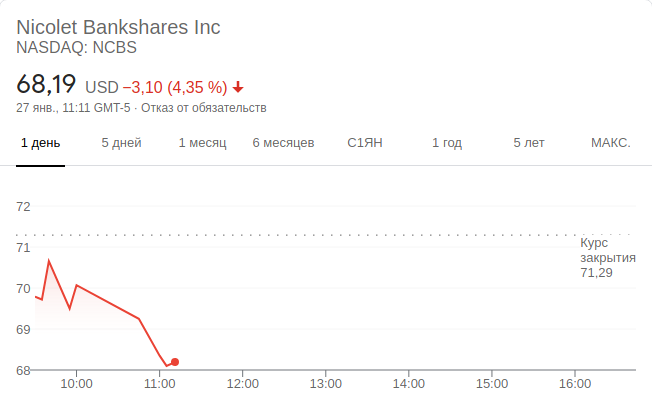 Nicolet Bankshares Inc
NASDAQ: NCBS
68,19 USD −3,10 (4,35 %)
27 янв., 11:11 GMT-5 · Отказ от обязательств
1 день 5 дней 1 месяц 6 месяцев С1ЯН 1 год 5 лет МАКС.
72
71
70
69
68
Курс
закрытия
71,29
10:00 11:00 12:00 13:00 14:00 15:00 16:00